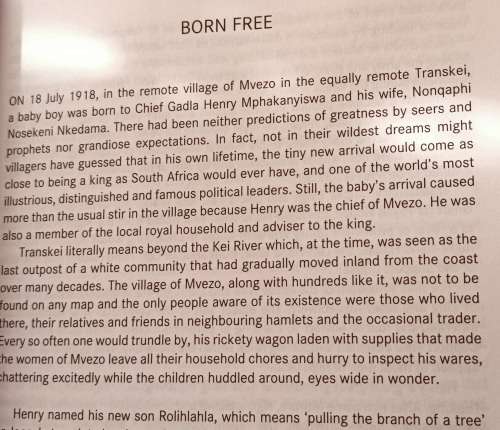 BORN FREE
ON 18 July 1918, in the remote village of Mvezo in the equally remote Transkei,
a baby boy was born to Chief Gadla Henry Mphakanyiswa and his wife, Nonqaphi
Nosekeni Nkedama. There had been neither predictions of greatness by seers and
prophets nor grandiose expectations. In fact, not in their wildest dreams might
villagers have guessed that in his own lifetime, the tiny new arrival would come as
close to being a king as South Africa would ever have, and one of the world's most
illustrious, distinguished and famous political leaders. Still, the baby's arrival caused
more than the usual stir in the village because Henry was the chief of Mvezo. He was
also a member of the local royal household and adviser to the king.
Transkei literally means beyond the Kei River which, at the time, was seen as the
last outpost of a white community that had gradually moved inland from the coast
over many decades. The village of Mvezo, along with hundreds like it, was not to be
found on any map and the only people aware of its existence were those who lived
there, their relatives and friends in neighbouring hamlets and the occasional trader.
Every so often one would trundle by, his rickety wagon laden with supplies that made
the women of Mvezo leave all their household chores and hurry to inspect his wares,
chattering excitedly while the children huddled around, eyes wide in wonder.
Henry named his new son Rolihlahla, which means 'pulling the branch of a tree'